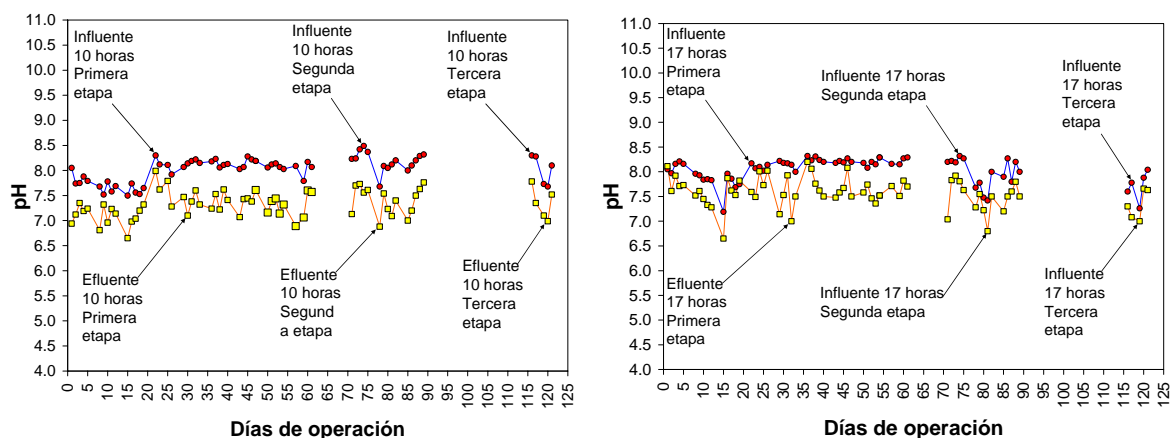 11.0
10.5
10.0
9.5
9.0
8.5
8.0
7.5
7.0
6.5
6.0
5.5
5.0
4.5
4.0
pH
Influente
10 horas
Primera
etapa
Influente
10 horas
Segunda
etapa
Influente
10 horas
Tercera
etapa
Efluente
10 horas
Primera
etapa
Efluente
10 horas
Segund
a etapa
Efluente
10 horas
Tercera
etapa
0 5 10 15 20 25 30 35 40 45 50 55 60 65 70 75 80 85 90 95 100 105 110 115 120 125
Días de operación
11.0
10.5
10.0
9.5
9.0
8.5
8.0
7.5
7.0
6.5
6.0
5.5
5.0
4.5
4.0
pH
Influente
17 horas
Primera
etapa
Influente 17 horas
Segunda etapa
Influente
17 horas
Tercera
etapa
Efluente
17 horas
Primera
etapa
Influente 17 horas
Segunda etapa
Influente
17 horas
Tercera
etapa
0 5 10 15 20 25 30 35 40 45 50 55 60 65 70 75 80 85 90 95 100 105 110 115 120 125
Días de operación